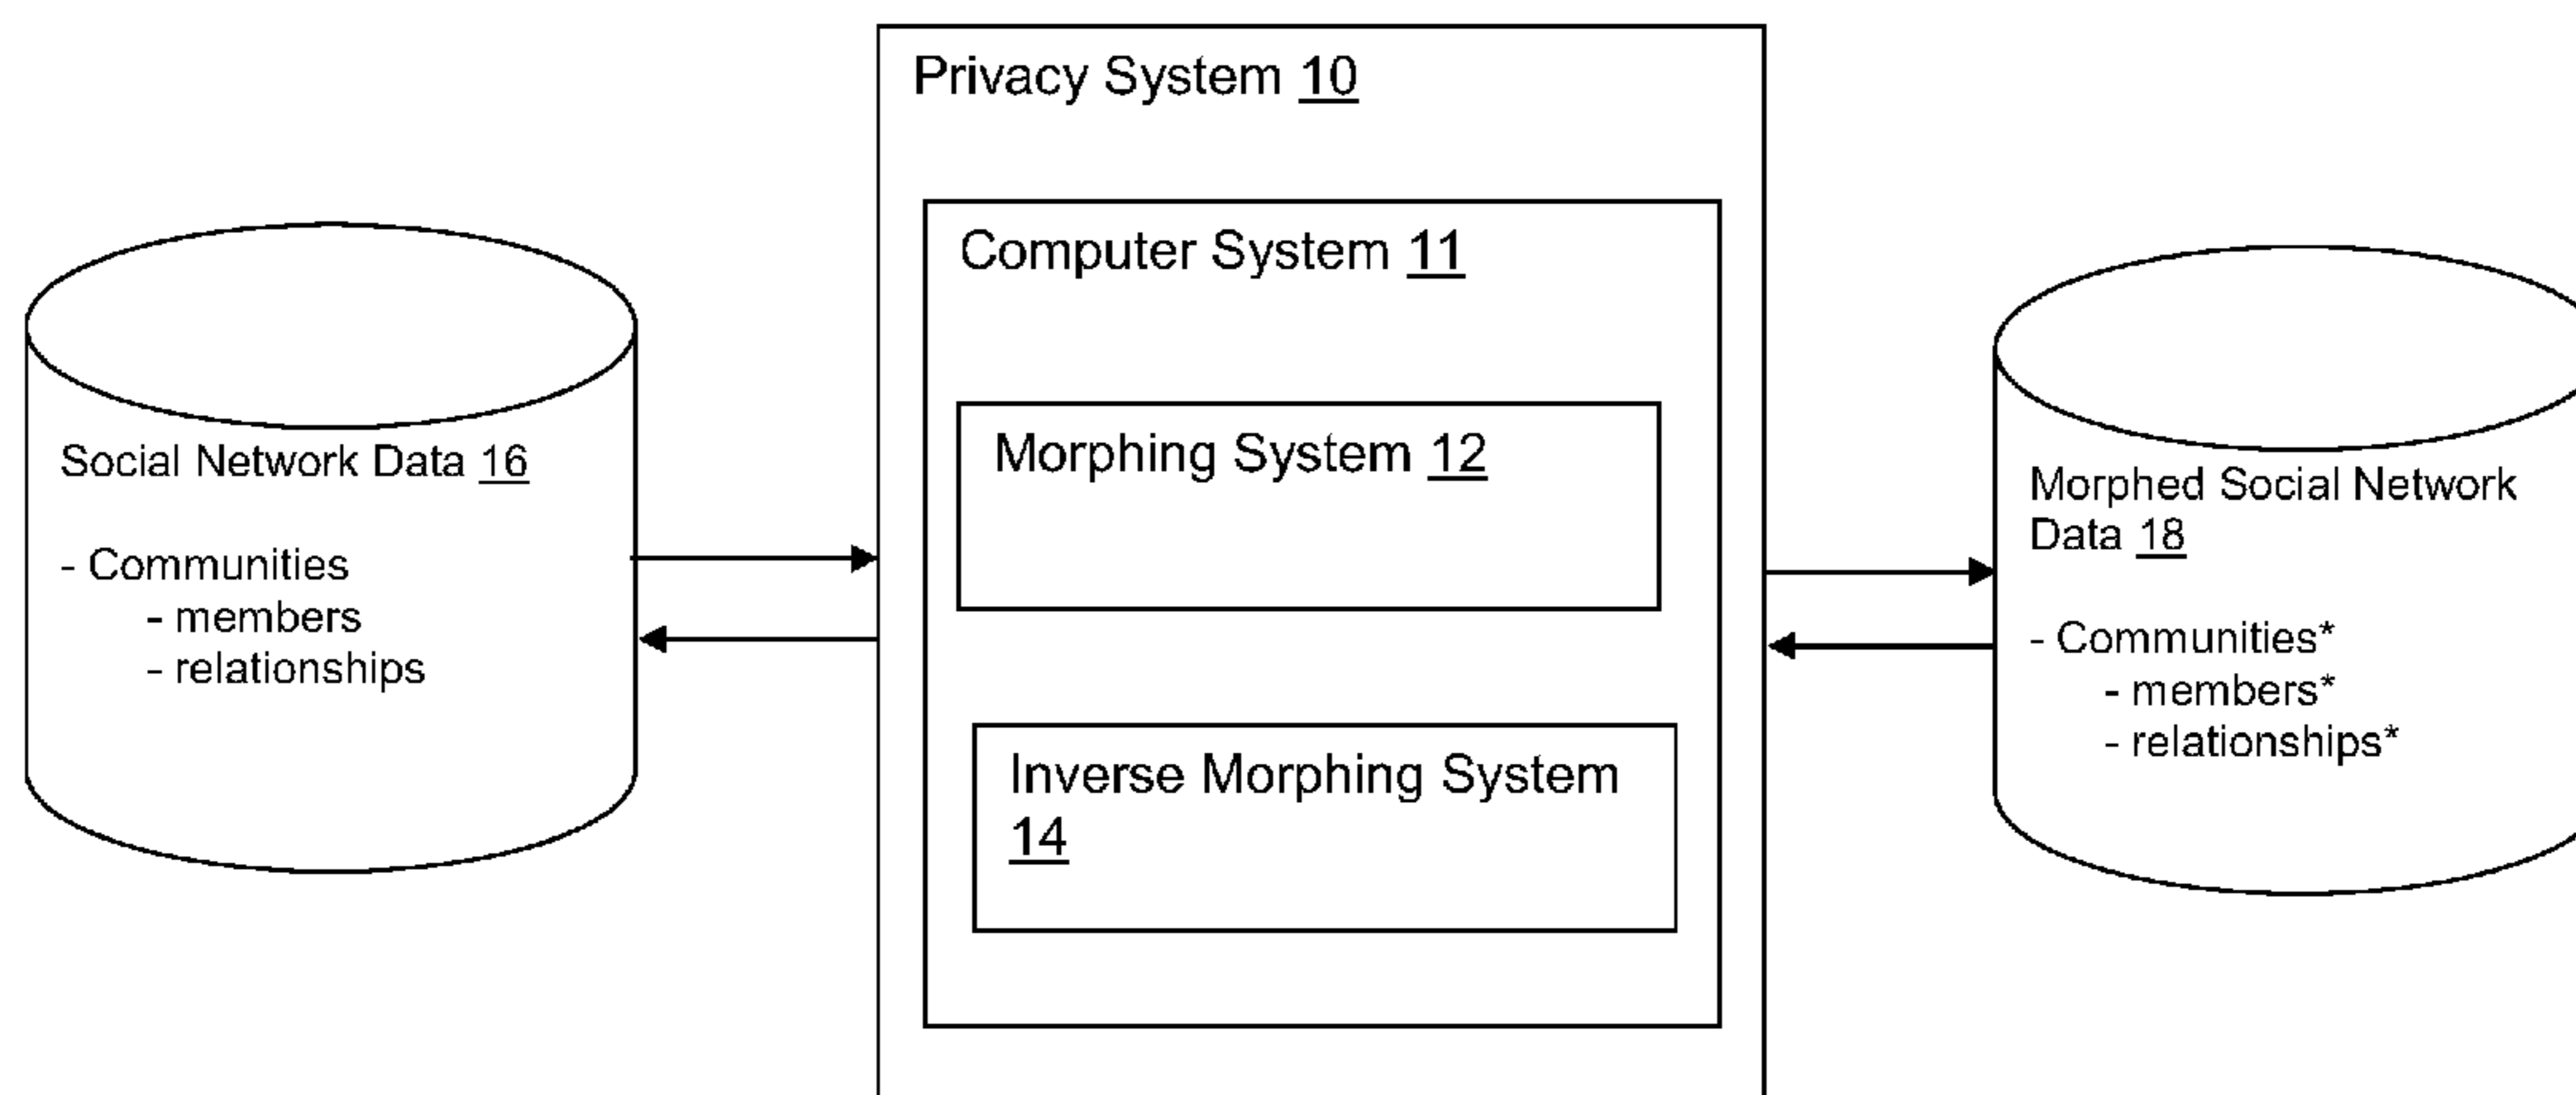 Privacy System 10
Computer System 11
Morphing System 12
Inverse Morphing System
14
Social Network Data 16
- Communities
- members
- relationships
Morphed Social Network
Data 18
- Communities*
- members*
- relationships*